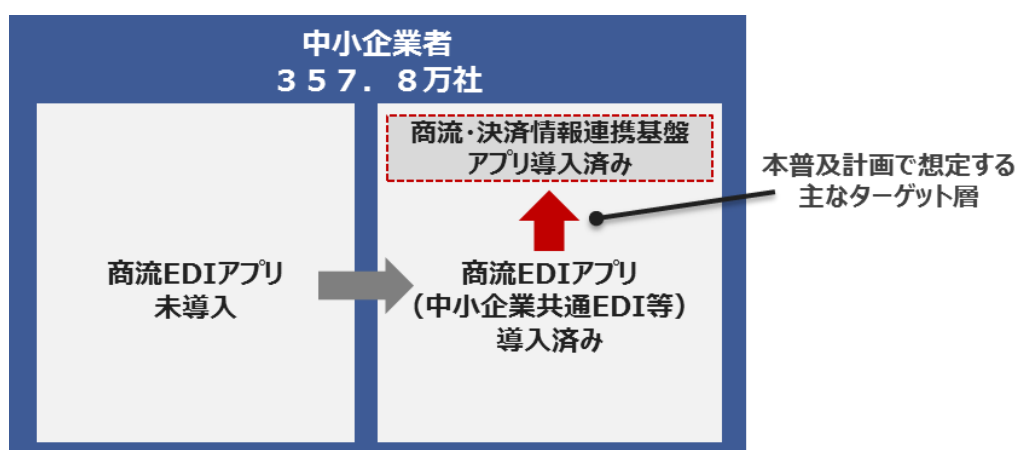 中小企業者
３５７．８万社
商流・決済情報連携基盤
アプリ導入済み
本普及計画で想定する
主なターゲット層
商流EDIアプリ
未導入
商流EDIアプリ
（中小企業共通EDI等）
導入済み